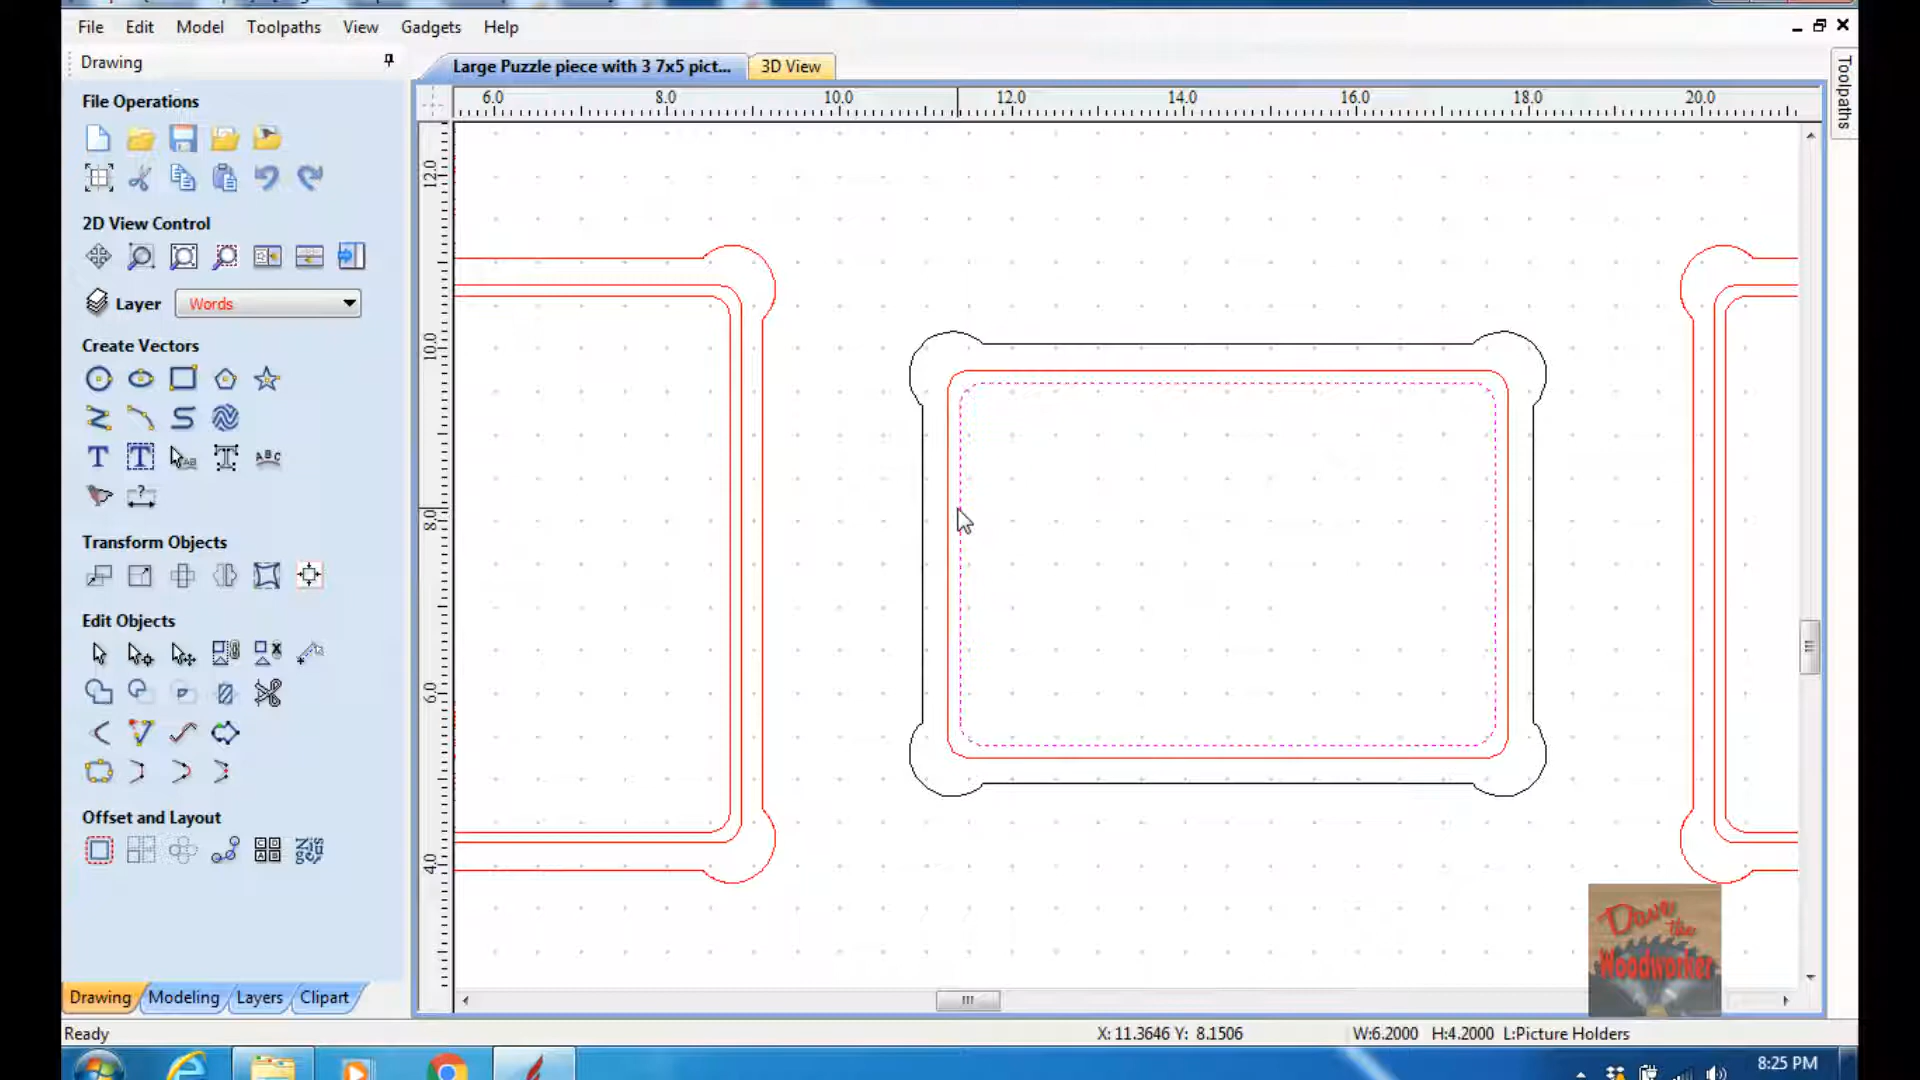 File Edit Model Toolpaths View Gadgets Help
Drawing
Large Puzzle piece with 3 7x5 pict... 3D View
Toolpaths
File Operations
6.0 8.0 10.0 12.0 14.0 16.0 18.0 20.0
12.0
10.0
8.0
6.0
4.0
2D View Control
Layer Words
Create Vectors
Transform Objects
Edit Objects
Offset and Layout
Drawing Modeling Layers Clipart
Dave the
Woodworker
Ready X: 11.3646 Y: 8.1506 W:6.2000 H:4.2000 L:Picture Holders
8:25 PM